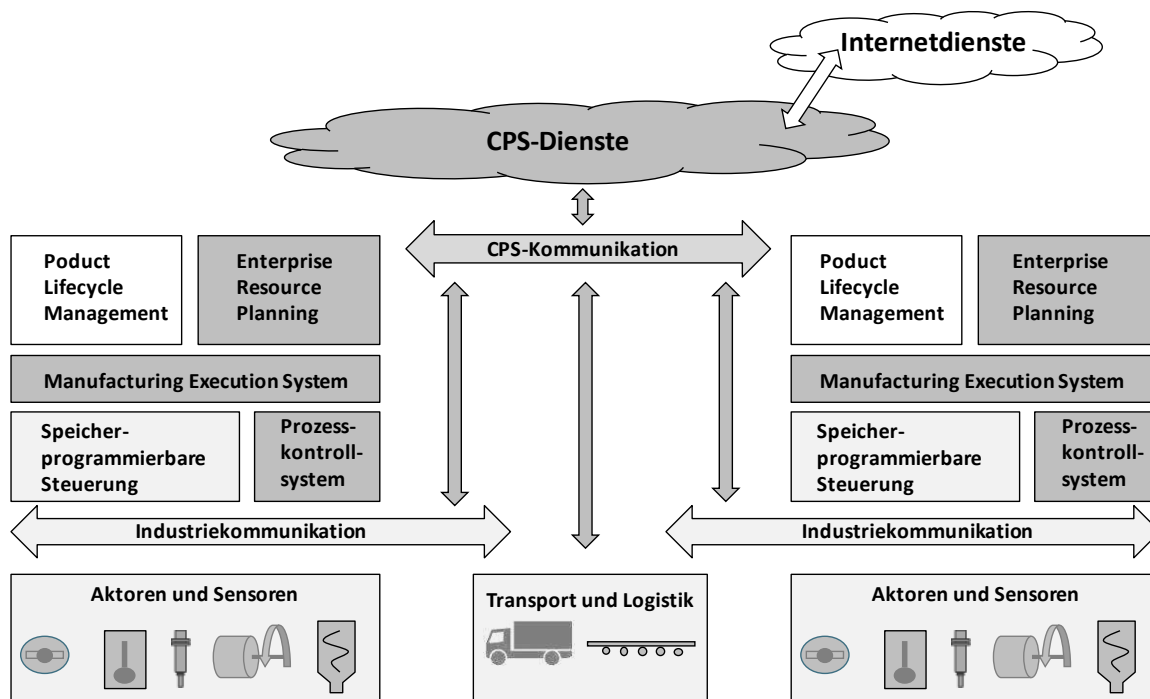 Internetdienste
CPS-Dienste
CPS-Kommunikation
Poduct
Lifecycle
Management
Enterprise
Resource
Planning
Manufacturing Execution System
Speicher-
programmierbare
Steuerung
Prozess-
kontroll-
system
Industriekommunikation
Aktoren und Sensoren
Transport und Logistik
Poduct
Lifecycle
Management
Enterprise
Resource
Planning
Manufacturing Execution System
Speicher-
programmierbare
Steuerung
Prozess-
kontroll-
system
Industriekommunikation
Aktoren und Sensoren